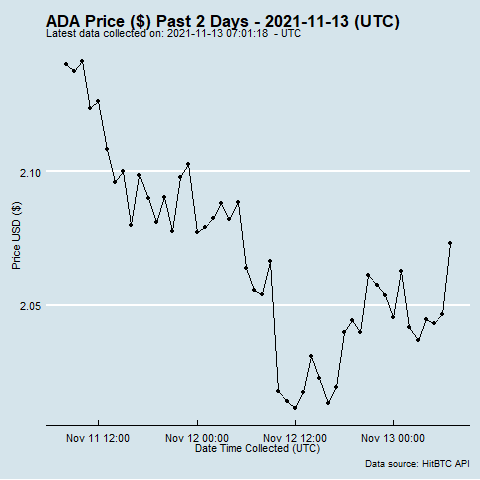 ADA Price ($) Past 2 Days - 2021-11-13 (UTC)
Latest data collected on: 2021-11-13 07:01:18 - UTC
Price USD ($)
2.10
2.05
Nov 11 12:00 Nov 12 00:00 Nov 12 12:00 Nov 13 00:00
Date Time Collected (UTC)
Data source: HitBTC API